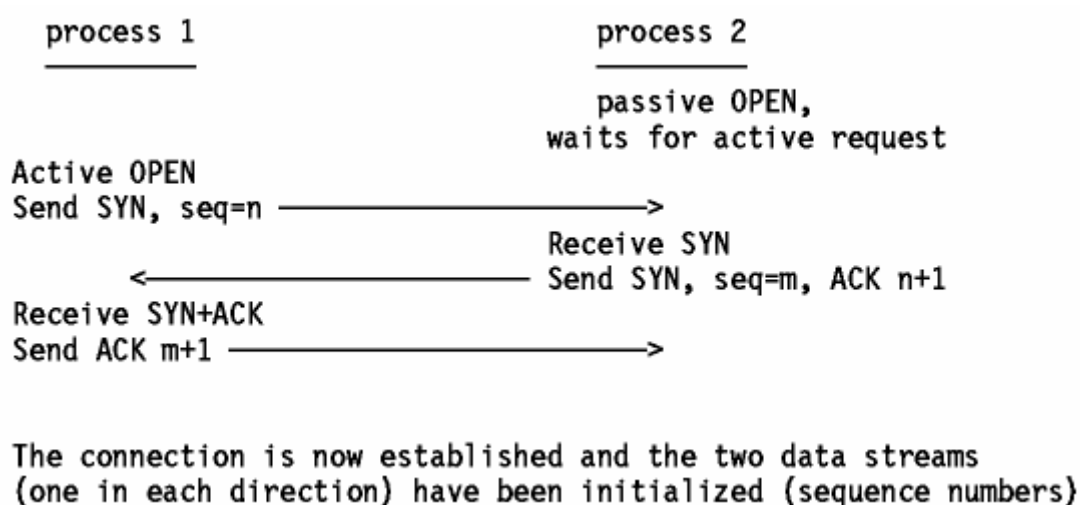 process 1
process 2
passive OPEN,
waits for active request
Active OPEN
Send SYN, seq=n
Receive SYN
Send SYN, seq=m, ACK n+1
Receive SYN+ACK
Send ACK m+1
The connection is now established and the two data streams
(one in each direction) have been initialized (sequence numbers)